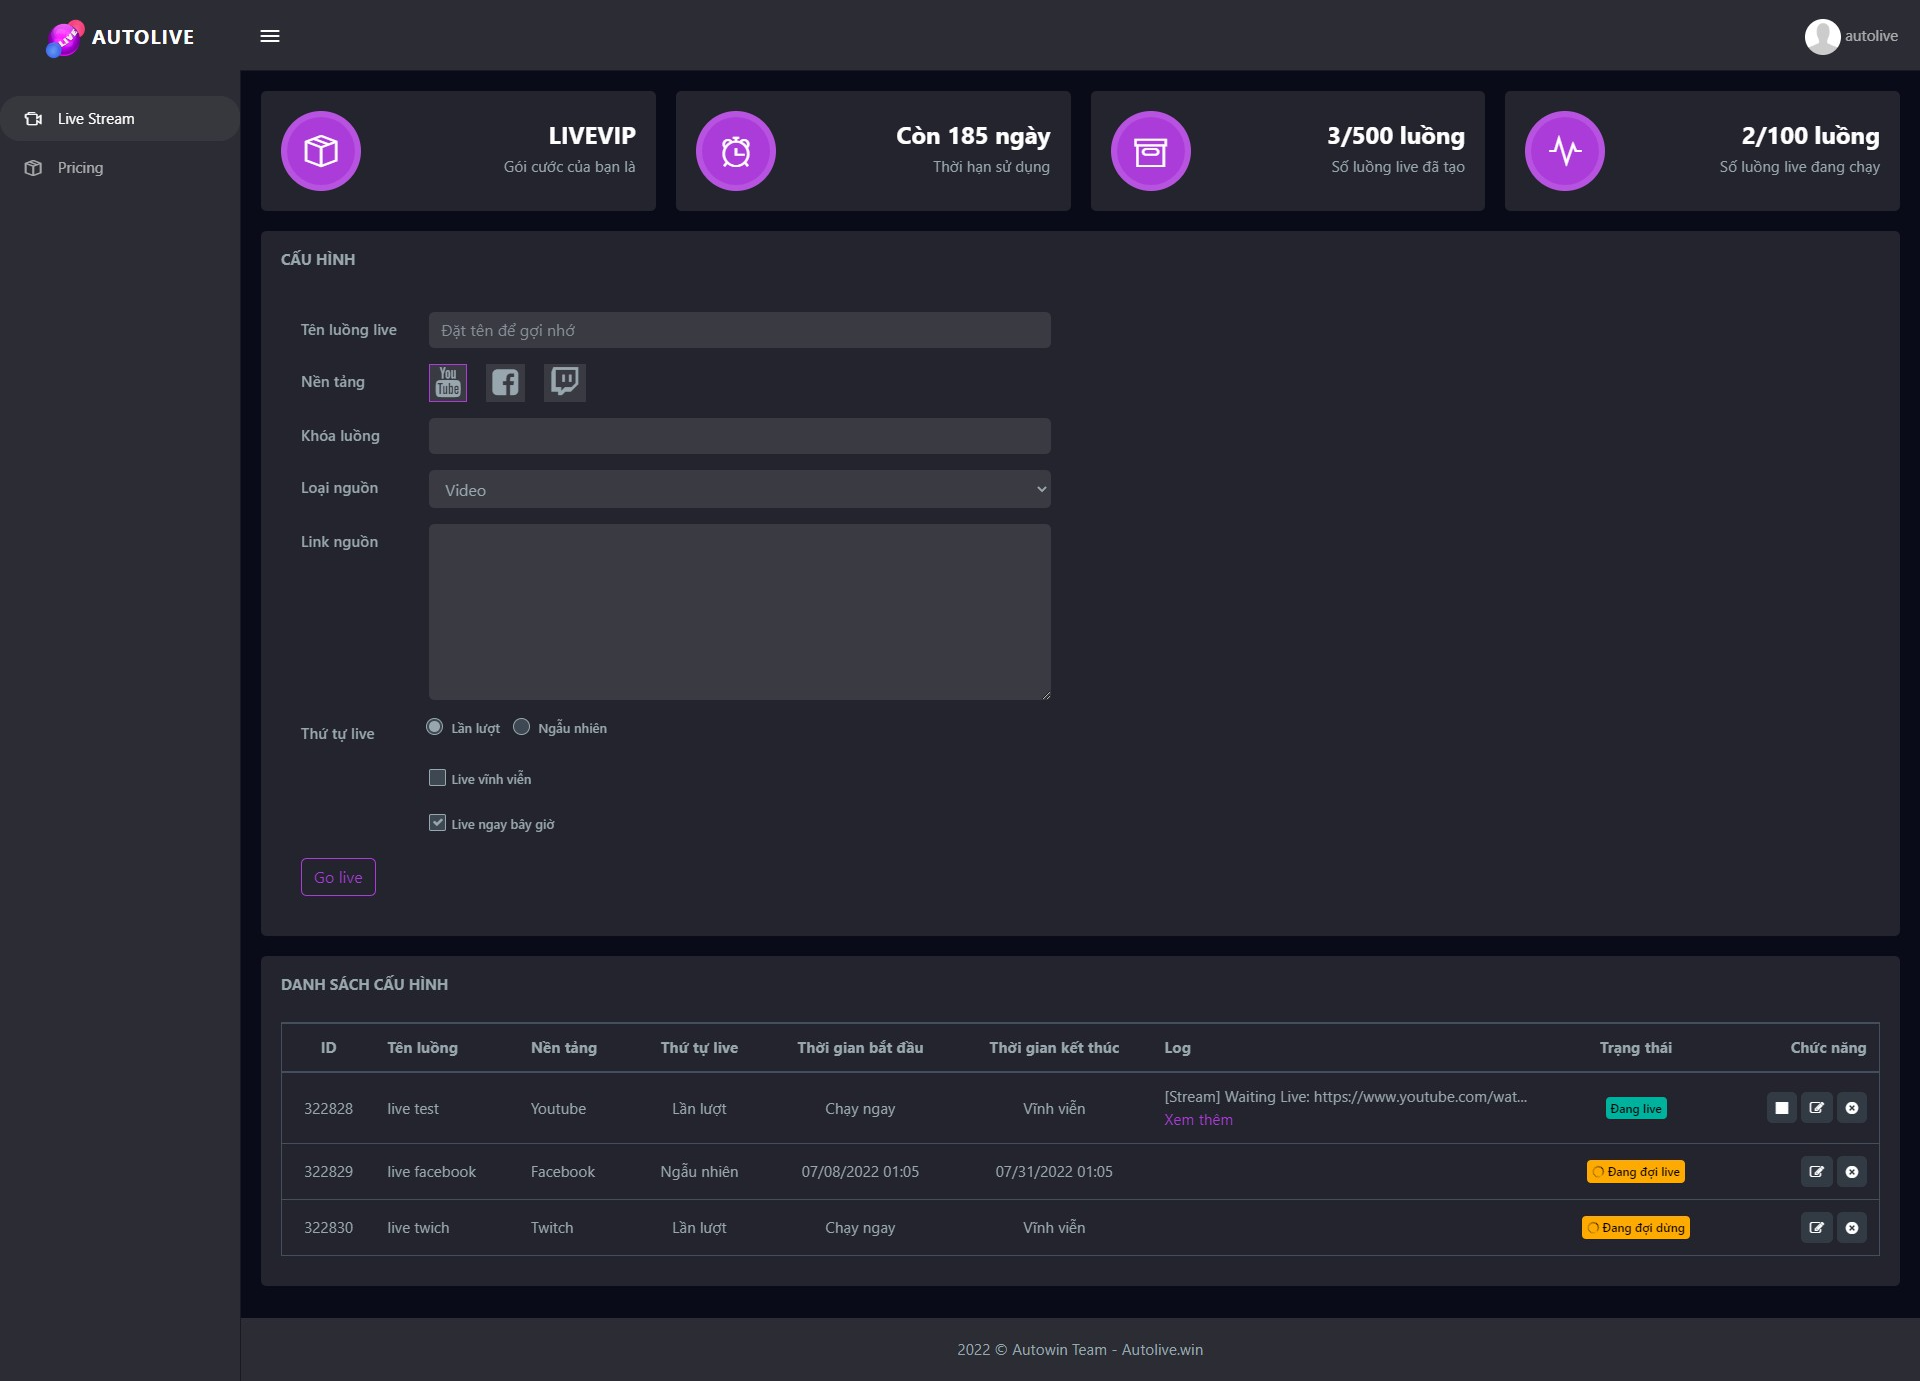 LIVE AUTOLIVE
autolive
Live Stream
Pricing
LIVEVIP
Gói cước của bạn là
Còn 185 ngày
Thời hạn sử dụng
3/500 luồng
Số luồng live đã tạo
2/100 luồng
Số luồng live đang chạy
CẤU HÌNH
Tên luồng live
Đặt tên để gợi nhớ
Nền tảng
You
Tube
Khóa luồng
Loại nguồn
Video
Link nguồn
Thứ tự live
Lần lượt Ngẫu nhiên
Live vĩnh viễn
Live ngay bây giờ
Go live
DANH SÁCH CẤU HÌNH
ID Tên luồng Nền tảng Thứ tự live Thời gian bắt đầu Thời gian kết thúc Log Trạng thái Chức năng
322828 live test Youtube Lần lượt Chạy ngay Vĩnh viễn [Stream] Waiting Live: https://www.youtube.com/wat... Đang live
Xem thêm
322829 live facebook Facebook Ngẫu nhiên 07/08/2022 01:05 07/31/2022 01:05 Đang đợi live
322830 live twich Twitch Lần lượt Chạy ngay Vĩnh viễn Đang đợi dừng
2022 © Autowin Team - Autolive.win